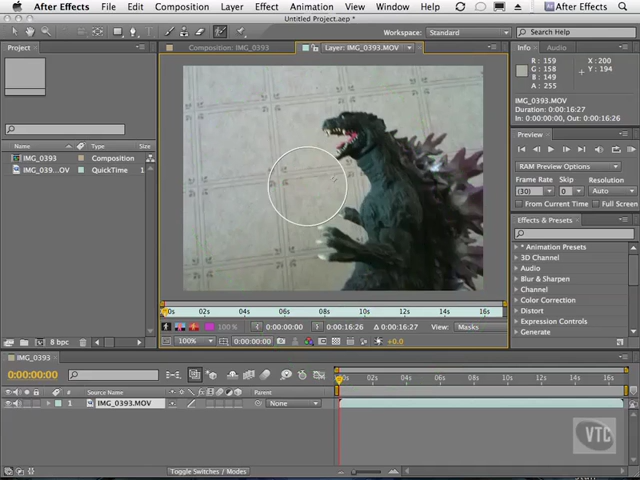 After Effects File Edit Composition Layer Effect Animation View Window Help After Effects
Untitled Project.aep *
Workspace: Standard Search Help
Project Composition: IMG_0393 Layer: IMG_0393.MOV Info Audio
R: 159 X: 200
G: 158 Y: 194
B: 149
A: 255
IMG_0393.MOV
Duration: 0:00:16:26
In: 0:00:00:00, Out: 0:00:16:26
Preview
RAM Preview Options
Frame Rate Skip Resolution
(30) 0 Auto
From Current Time Full Screen
Name Type Size
IMG_0393 Composition
IMG_039...OV QuickTime
Effects & Presets
* Animation Presets
3D Channel
Audio
Blur & Sharpen
Channel
Color Correction
Distort
Expression Controls
Generate
02s 04s 06s 08s 10s 12s 14s 16s
100% 0:00:00:00 0:00:16:26 Δ 0:00:16:27 View: Masks
8 bpc 100% 0:00:00:00 +0.0
IMG_0393
0:00:00:00
02s 04s 06s 08s 10s 12s 14s 16s
# Source Name Parent
1 IMG_0393.MOV None
VTC
Toggle Switches / Modes